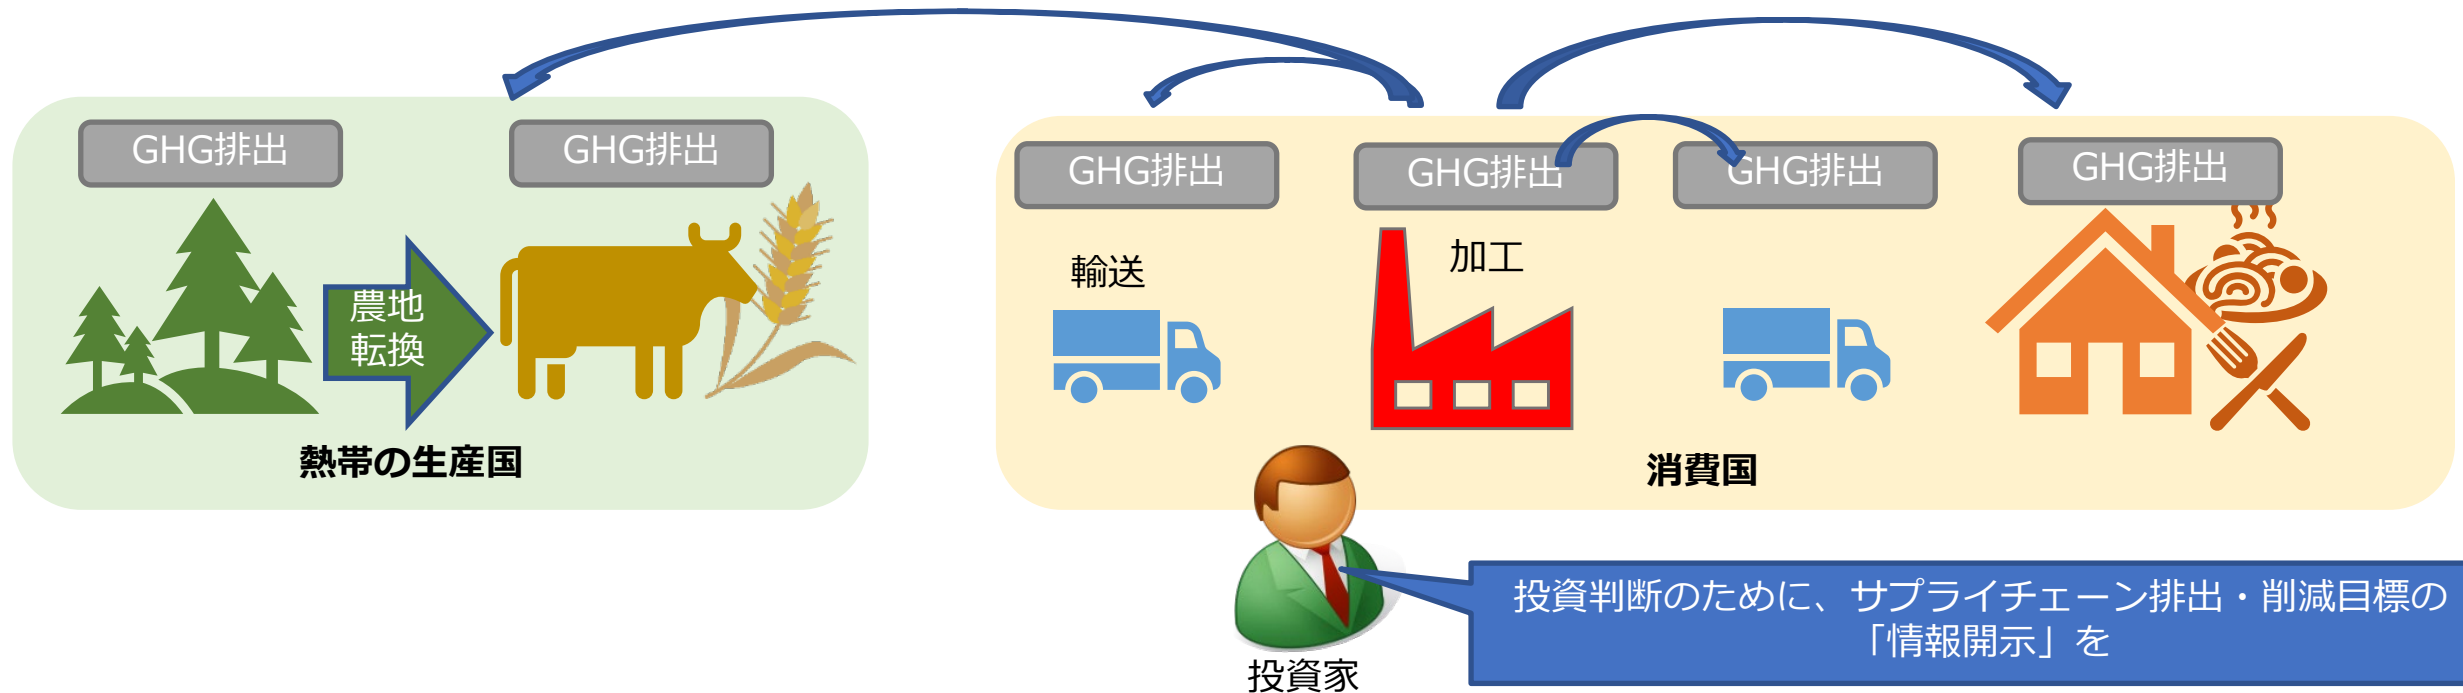 GHG排出
GHG排出
農地
転換
熱帯の生産国
GHG排出
GHG排出
GHG排出
GHG排出
輸送
加工
消費国
投資家
投資判断のために、サプライチェーン排出・削減目標の
「情報開示」を